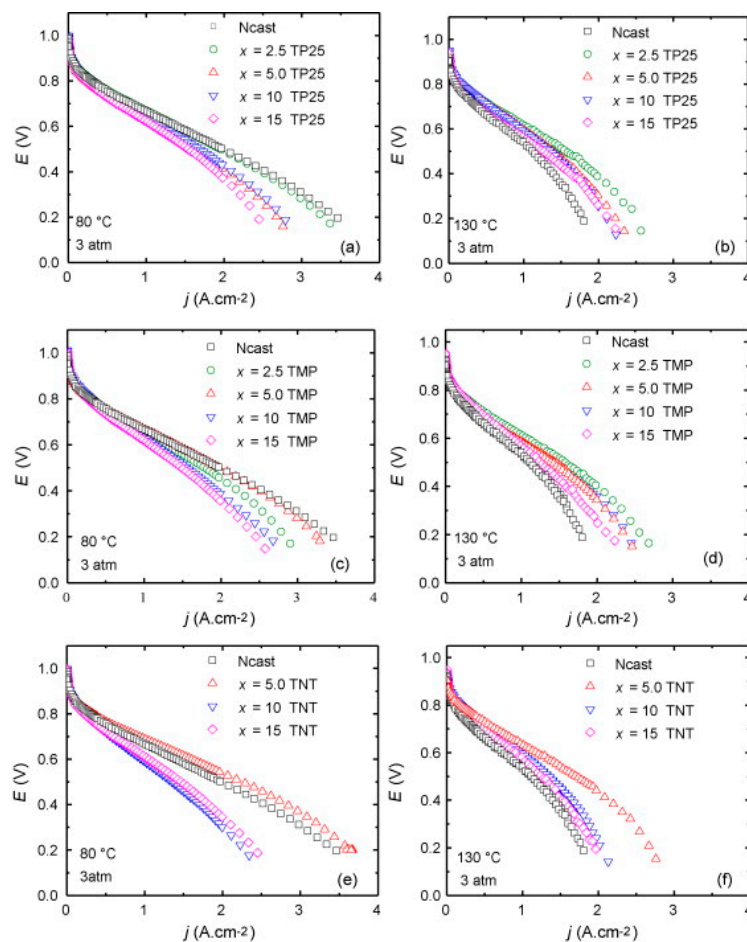 Ncast
x = 2.5 TP25
x = 5.0 TP25
x = 10 TP25
x = 15 TP25
1.0
0.8
0.6
0.4
0.2
0.0
E (V)
80 °C
3 atm
(a)
0 1 2 3 4
j (A.cm-2)
Ncast
x = 2.5 TP25
x = 5.0 TP25
x = 10 TP25
x = 15 TP25
1.0
0.8
0.6
0.4
0.2
0.0
E (V)
130 °C
3 atm
(b)
0 1 2 3 4
j (A.cm-2)
Ncast
x = 2.5 TMP
x = 5.0 TMP
x = 10 TMP
x = 15 TMP
1.0
0.8
0.6
0.4
0.2
0.0
E (V)
80 °C
3 atm
(c)
0 1 2 3 4
j (A.cm-2)
Ncast
x = 2.5 TMP
x = 5.0 TMP
x = 10 TMP
x = 15 TMP
1.0
0.8
0.6
0.4
0.2
0.0
E (V)
130 °C
3 atm
(d)
0 1 2 3 4
j (A.cm-2)
Ncast
x = 5.0 TNT
x = 10 TNT
x = 15 TNT
1.0
0.8
0.6
0.4
0.2
0.0
E (V)
80 °C
3atm
(e)
0 1 2 3 4
j (A.cm-2)
Ncast
x = 5.0 TNT
x = 10 TNT
x = 15 TNT
1.0
0.8
0.6
0.4
0.2
0.0
E (V)
130 °C
3 atm
(f)
0 1 2 3 4
j (A.cm-2)